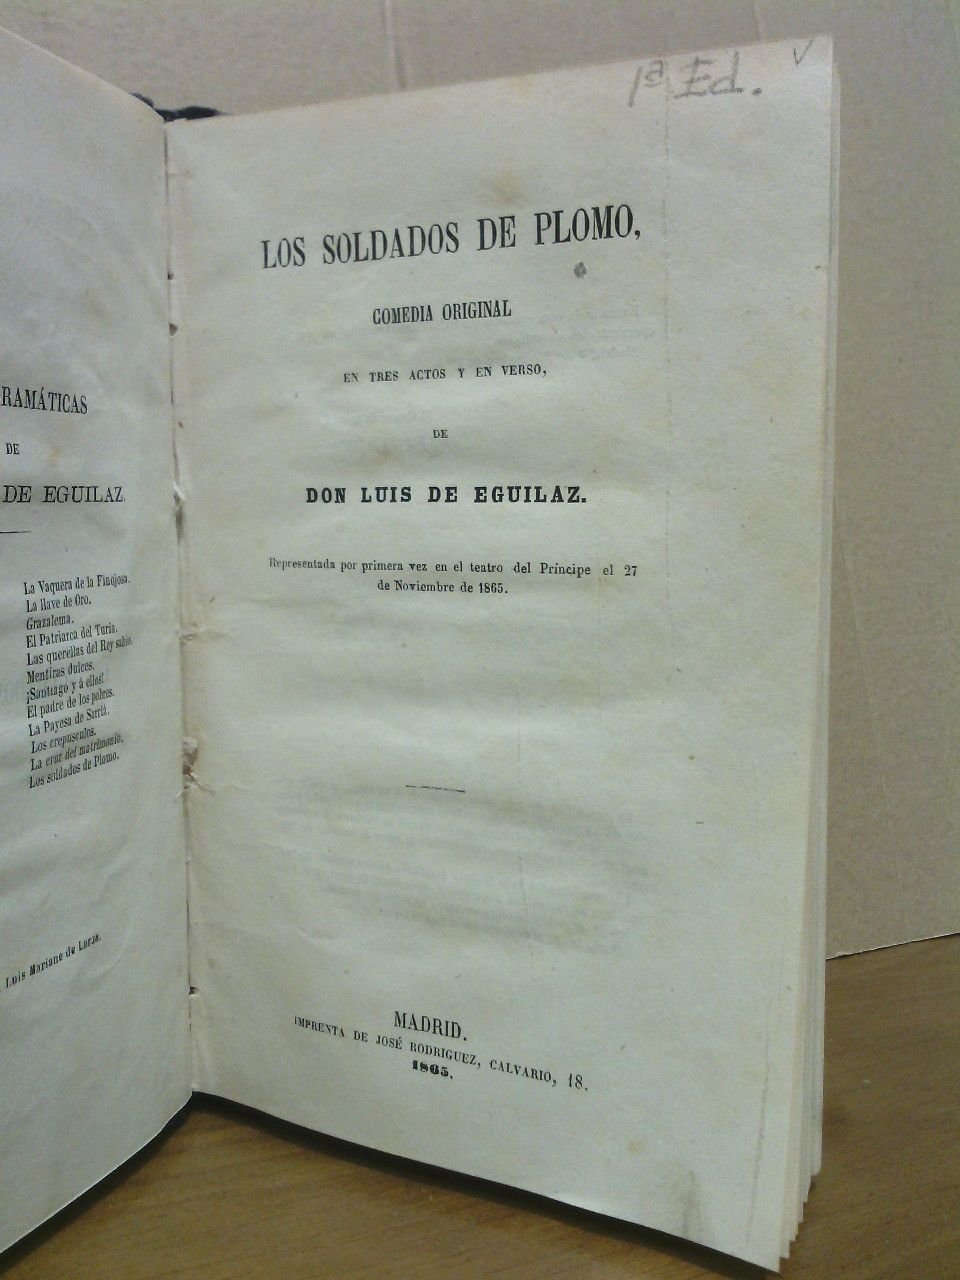 RAMÁTICAS
DE
DE EGUILAZ.
La Vaquera de la Finojosa.
La llave de Oro.
Grazalema.
El Patriarca del Turia.
Las querellas del Rey sabio.
Mentiras dulces.
¡Santiago y á ellos!
El padre de los pobres.
La Payesa de Sarriá.
Los crepusculos.
La cruz del matrimonio.
Los soldados de Plomo.
Luis Mariano de Larra.
1ª Ed.
V
LOS SOLDADOS DE PLOMO,
COMEDIA ORIGINAL
EN TRES ACTOS Y EN VERSO,
DE
DON LUIS DE EGUILAZ.
Representada por primera vez en el teatro del Príncipe el 27
de Noviembre de 1865.
MADRID.
IMPRENTA DE JOSÉ RODRIGUEZ, CALVARIO, 18.
1865.